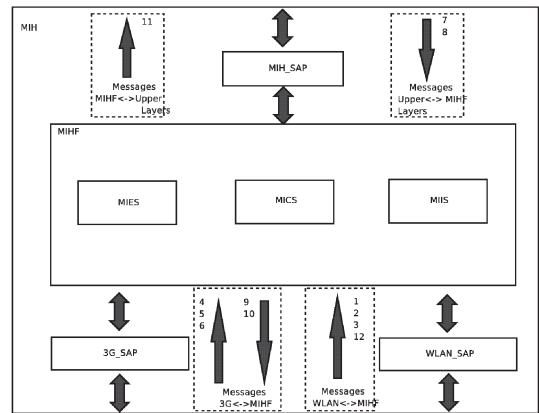 MIH
11
Messages
MIHF<->Upper
Layers
MIH_SAP
7
8
Messages
Upper<-> MIHF
Layers
MIHF
MIES
MICS
MIIS
3G_SAP
4
5
6
9
10
Messages
3G<->MIHF
1
2
3
12
Messages
WLAN<->MIHF
WLAN_SAP